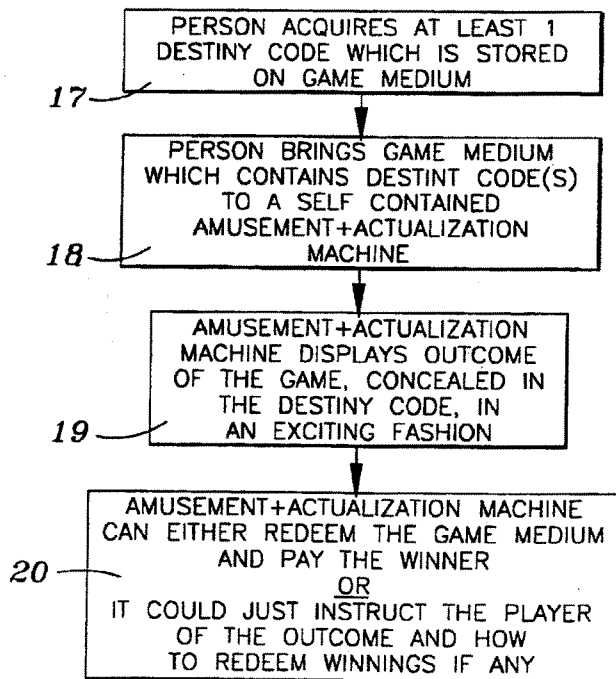 PERSON ACQUIRES AT LEAST 1
DESTINY CODE WHICH IS STORED
ON GAME MEDIUM
17
PERSON BRINGS GAME MEDIUM
WHICH CONTAINS DESTINT CODE(S)
TO A SELF CONTAINED
AMUSEMENT+ACTUALIZATION
MACHINE
18
AMUSEMENT+ACTUALIZATION
MACHINE DISPLAYS OUTCOME
OF THE GAME, CONCEALED IN
THE DESTINY CODE, IN
AN EXCITING FASHION
19
AMUSEMENT+ACTUALIZATION MACHINE
CAN EITHER REDEEM THE GAME MEDIUM
AND PAY THE WINNER
OR
IT COULD JUST INSTRUCT THE PLAYER
OF THE OUTCOME AND HOW
TO REDEEM WINNINGS IF ANY
20